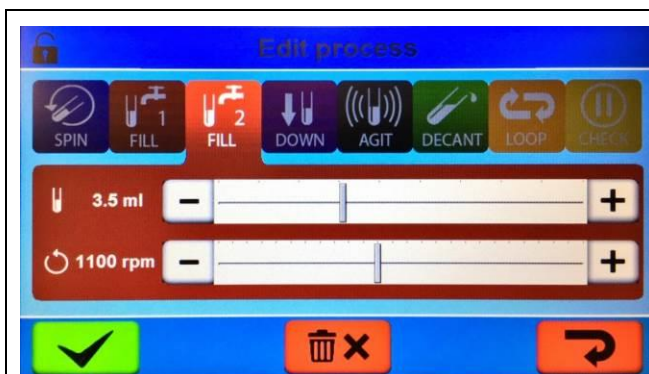 Edit process
SPIN
1
FILL
2
FILL
DOWN
AGIT
DECANT
LOOP
CHECK
3.5 ml
- +
1100 rpm
- +